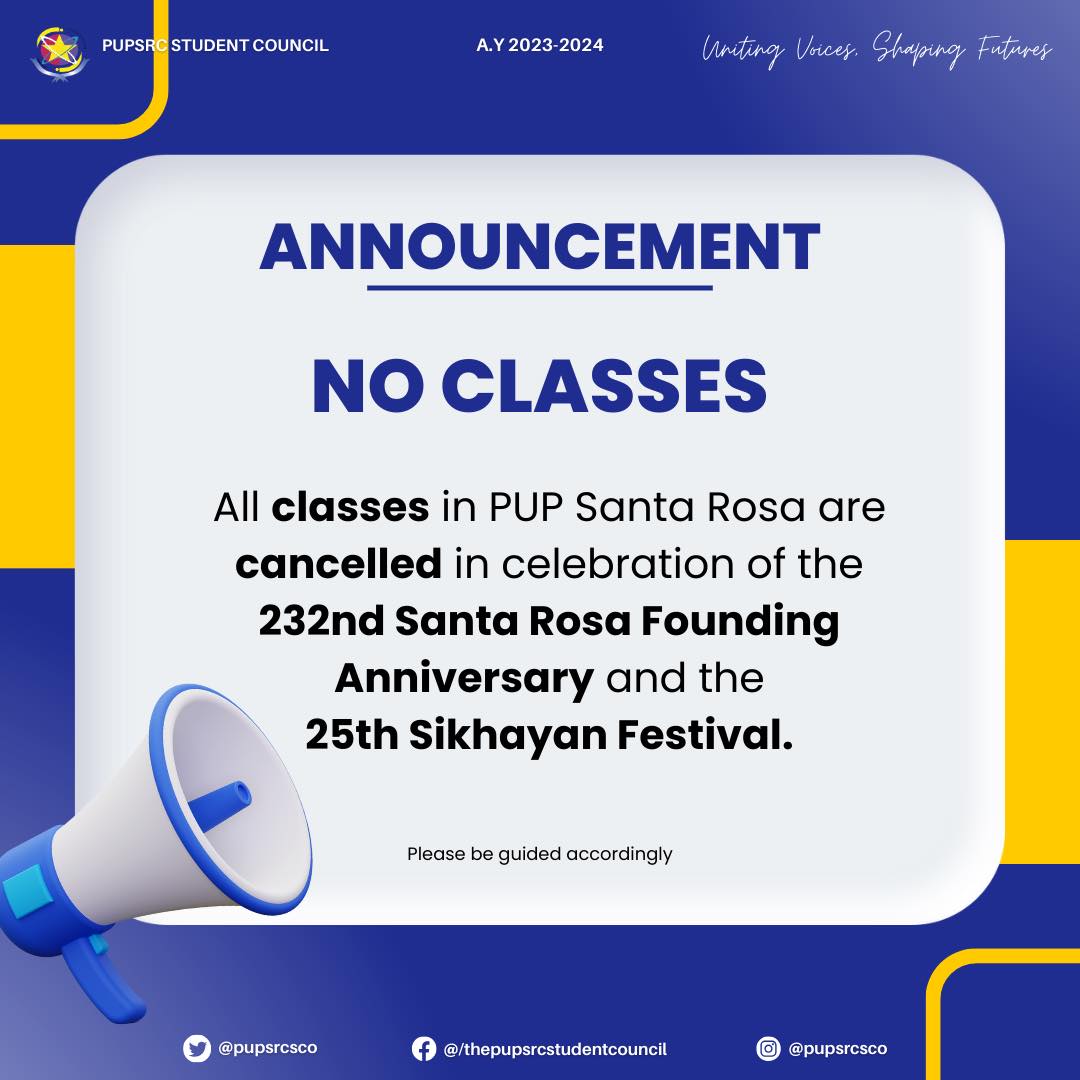 PUPSRC STUDENT COUNCIL
A.Y 2023-2024
Uniting Voices, Shaping Futures
ANNOUNCEMENT
NO CLASSES
All classes in PUP Santa Rosa are
cancelled in celebration of the
232nd Santa Rosa Founding
Anniversary and the
25th Sikhayan Festival.
Please be guided accordingly
@pupsrcsco
@/thepupsrcstudentcouncil
@pupsrcsco